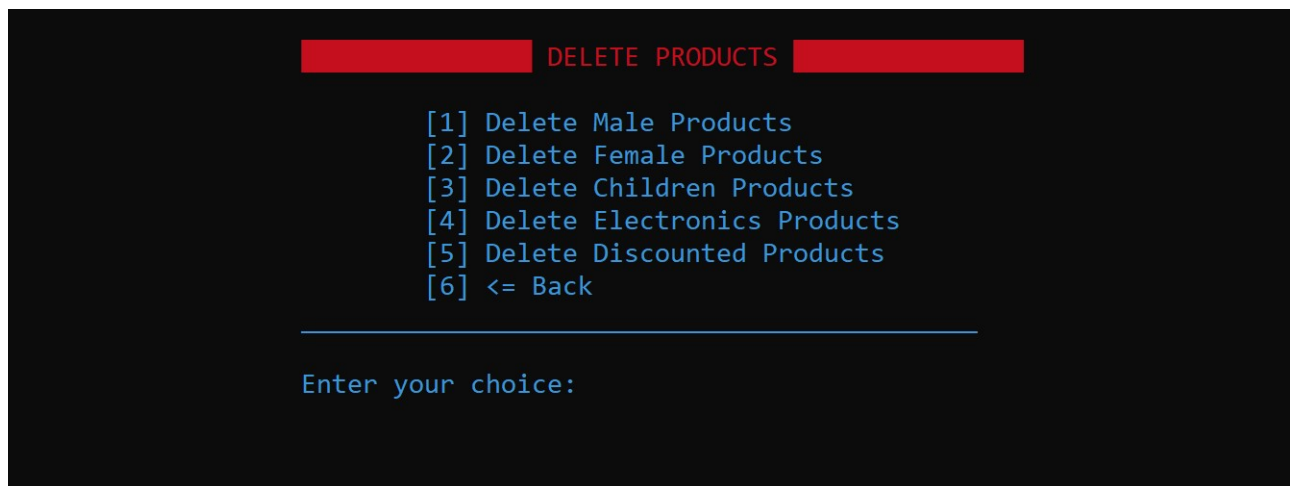 DELETE PRODUCTS
[1] Delete Male Products
[2] Delete Female Products
[3] Delete Children Products
[4] Delete Electronics Products
[5] Delete Discounted Products
[6] <= Back
Enter your choice: